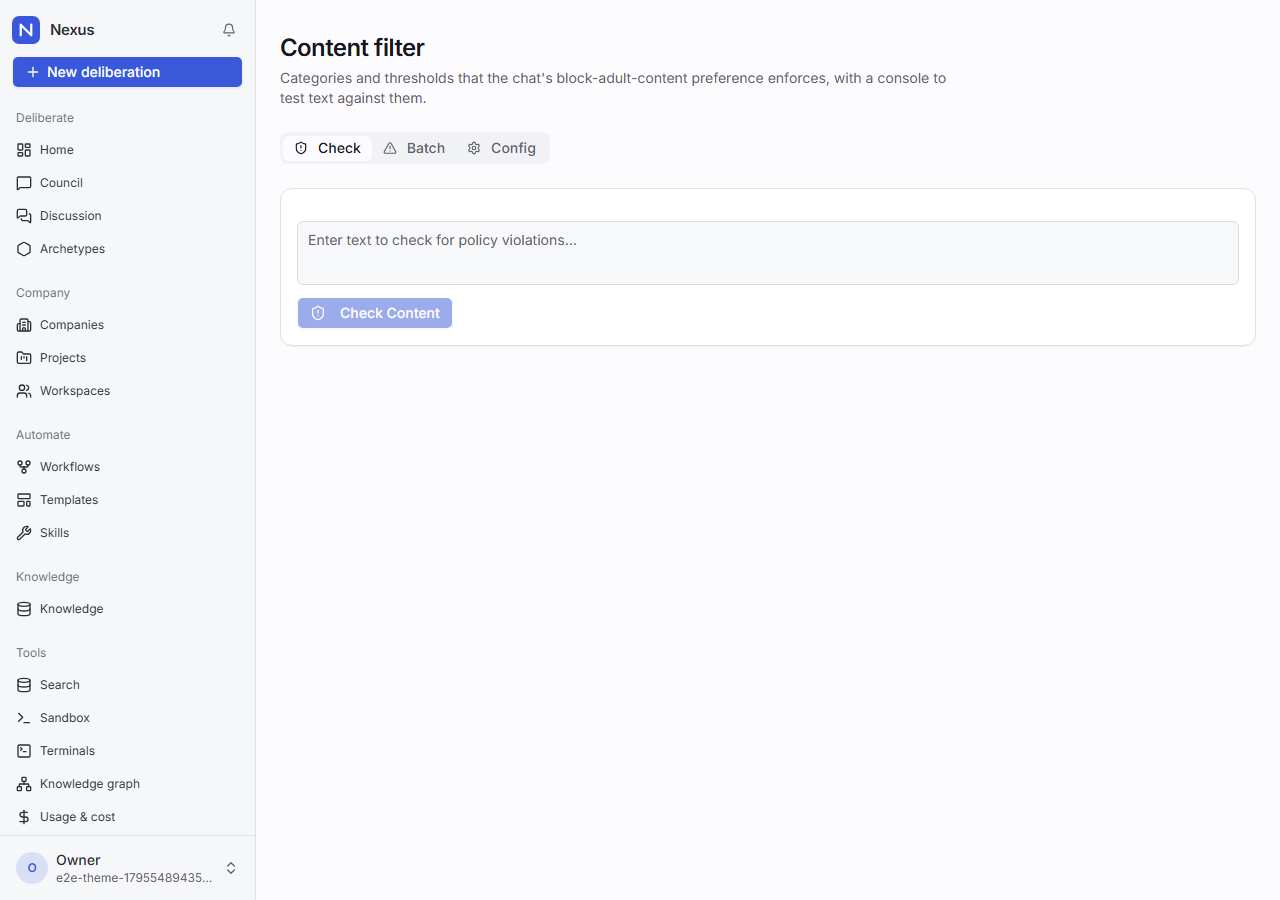 Nexus
New deliberation
Deliberate
Home
Council
Discussion
Archetypes
Company
Companies
Projects
Workspaces
Automate
Workflows
Templates
Skills
Knowledge
Knowledge
Tools
Search
Sandbox
Terminals
Knowledge graph
Usage & cost
O
Owner
e2e-theme-17955489435...
Content filter
Categories and thresholds that the chat's block-adult-content preference enforces, with a console to
test text against them.
Check
Batch
Config
Enter text to check for policy violations...
Check Content